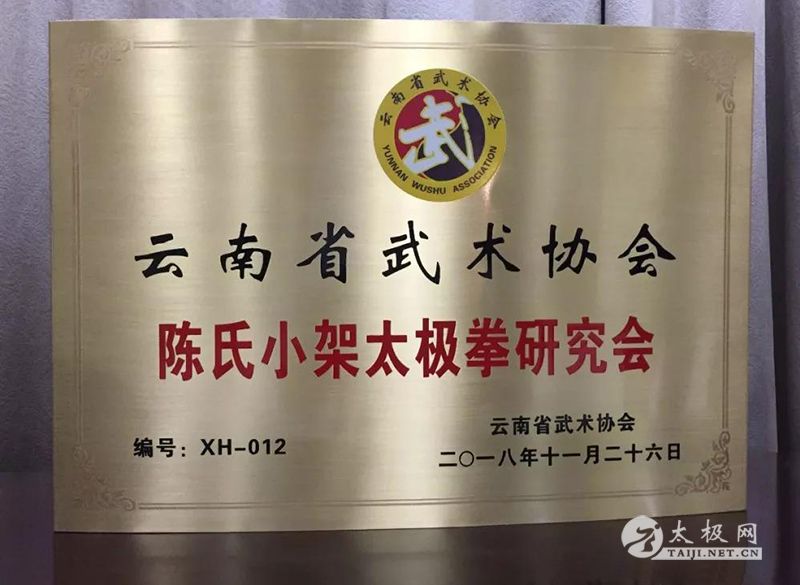 云南省武术协会
武
YUNNAN WUSHU ASSOCIATION
云南省武术协会
陈氏小架太极拳研究会
编号：XH-012
云南省武术协会
二〇一八年十一月二十六日
太极网
TAIJI.NET.CN